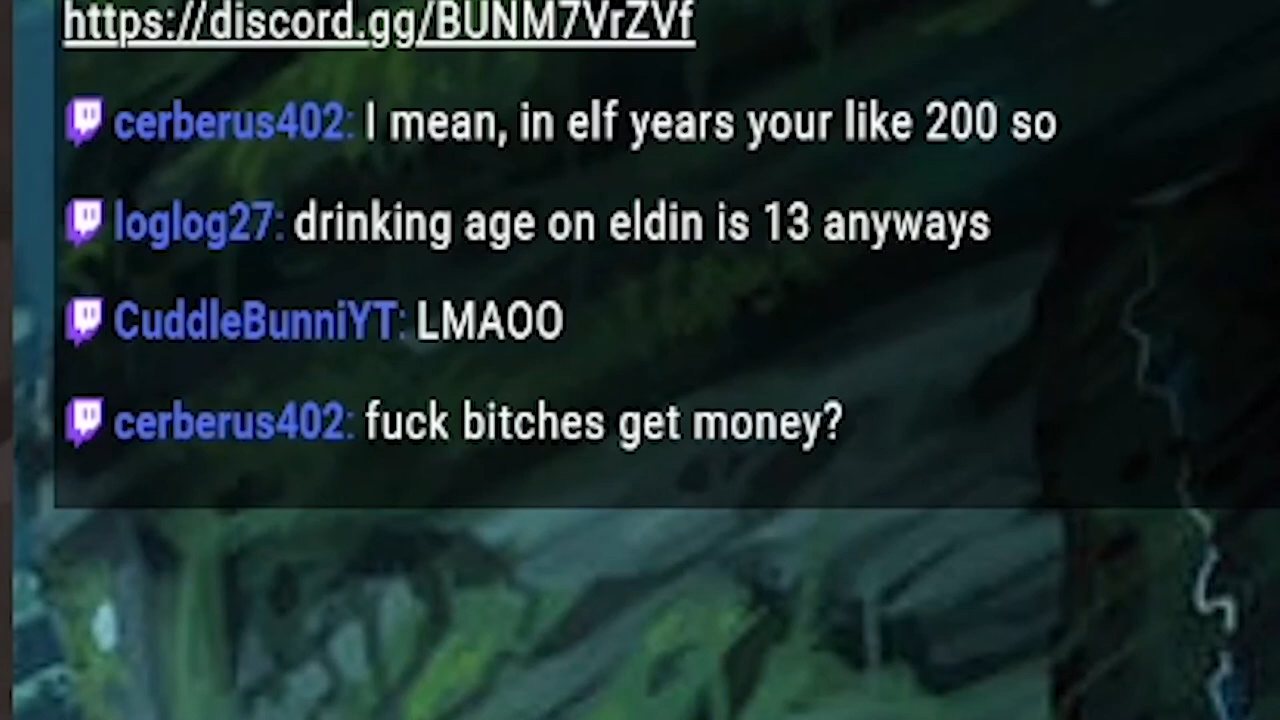 https://discord.gg/BUNM7VrZVf
cerberus402: I mean, in elf years your like 200 so
loglog27: drinking age on eldin is 13 anyways
CuddleBunniYT: LMAOO
cerberus402: fuck bitches get money?